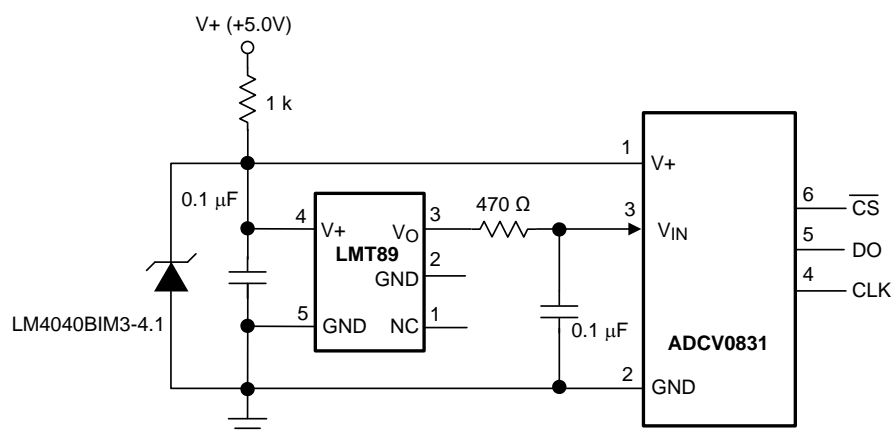 V+ (+5.0V)
1 k
0.1 µF
LM4040BIM3-4.1
4
V+
3
VO
LMT89
2
GND
5
GND
NC
1
470 Ω
0.1 µF
1
V+
3
VIN
ADCV0831
2
GND
6
CS
5
DO
4
CLK